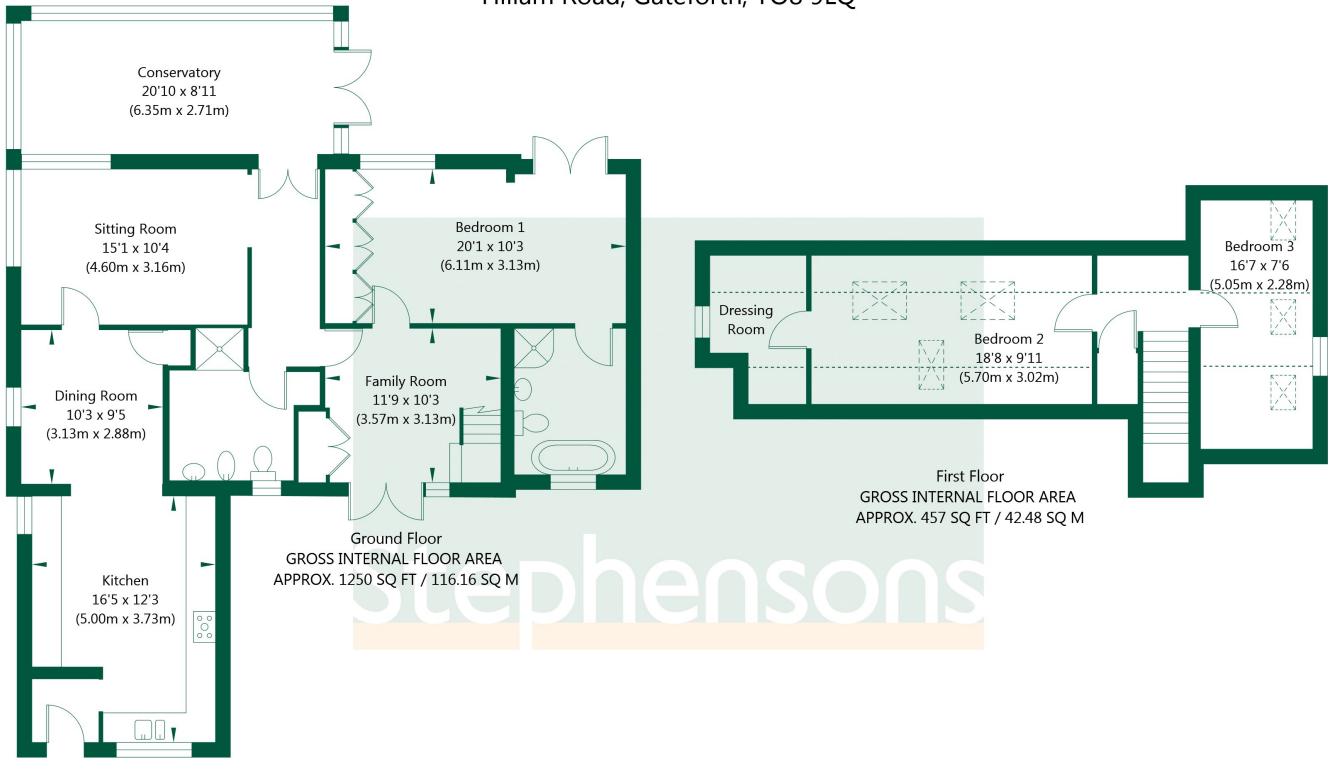 Hillam Road, Gateforth, YO8 9LQ
Conservatory
20'10 x 8'11
(6.35m x 2.71m)
Sitting Room
15'1 x 10'4
(4.60m x 3.16m)
Bedroom 1
20'1 x 10'3
(6.11m x 3.13m)
Dining Room
10'3 x 9'5
(3.13m x 2.88m)
Family Room
11'9 x 10'3
(3.57m x 3.13m)
Kitchen
16'5 x 12'3
(5.00m x 3.73m)
Ground Floor
GROSS INTERNAL FLOOR AREA
APPROX. 1250 SQ FT / 116.16 SQ M
Dressing
Room
Bedroom 2
18'8 x 9'11
(5.70m x 3.02m)
Bedroom 3
16'7 x 7'6
(5.05m x 2.28m)
First Floor
GROSS INTERNAL FLOOR AREA
APPROX. 457 SQ FT / 42.48 SQ M
Stephensons